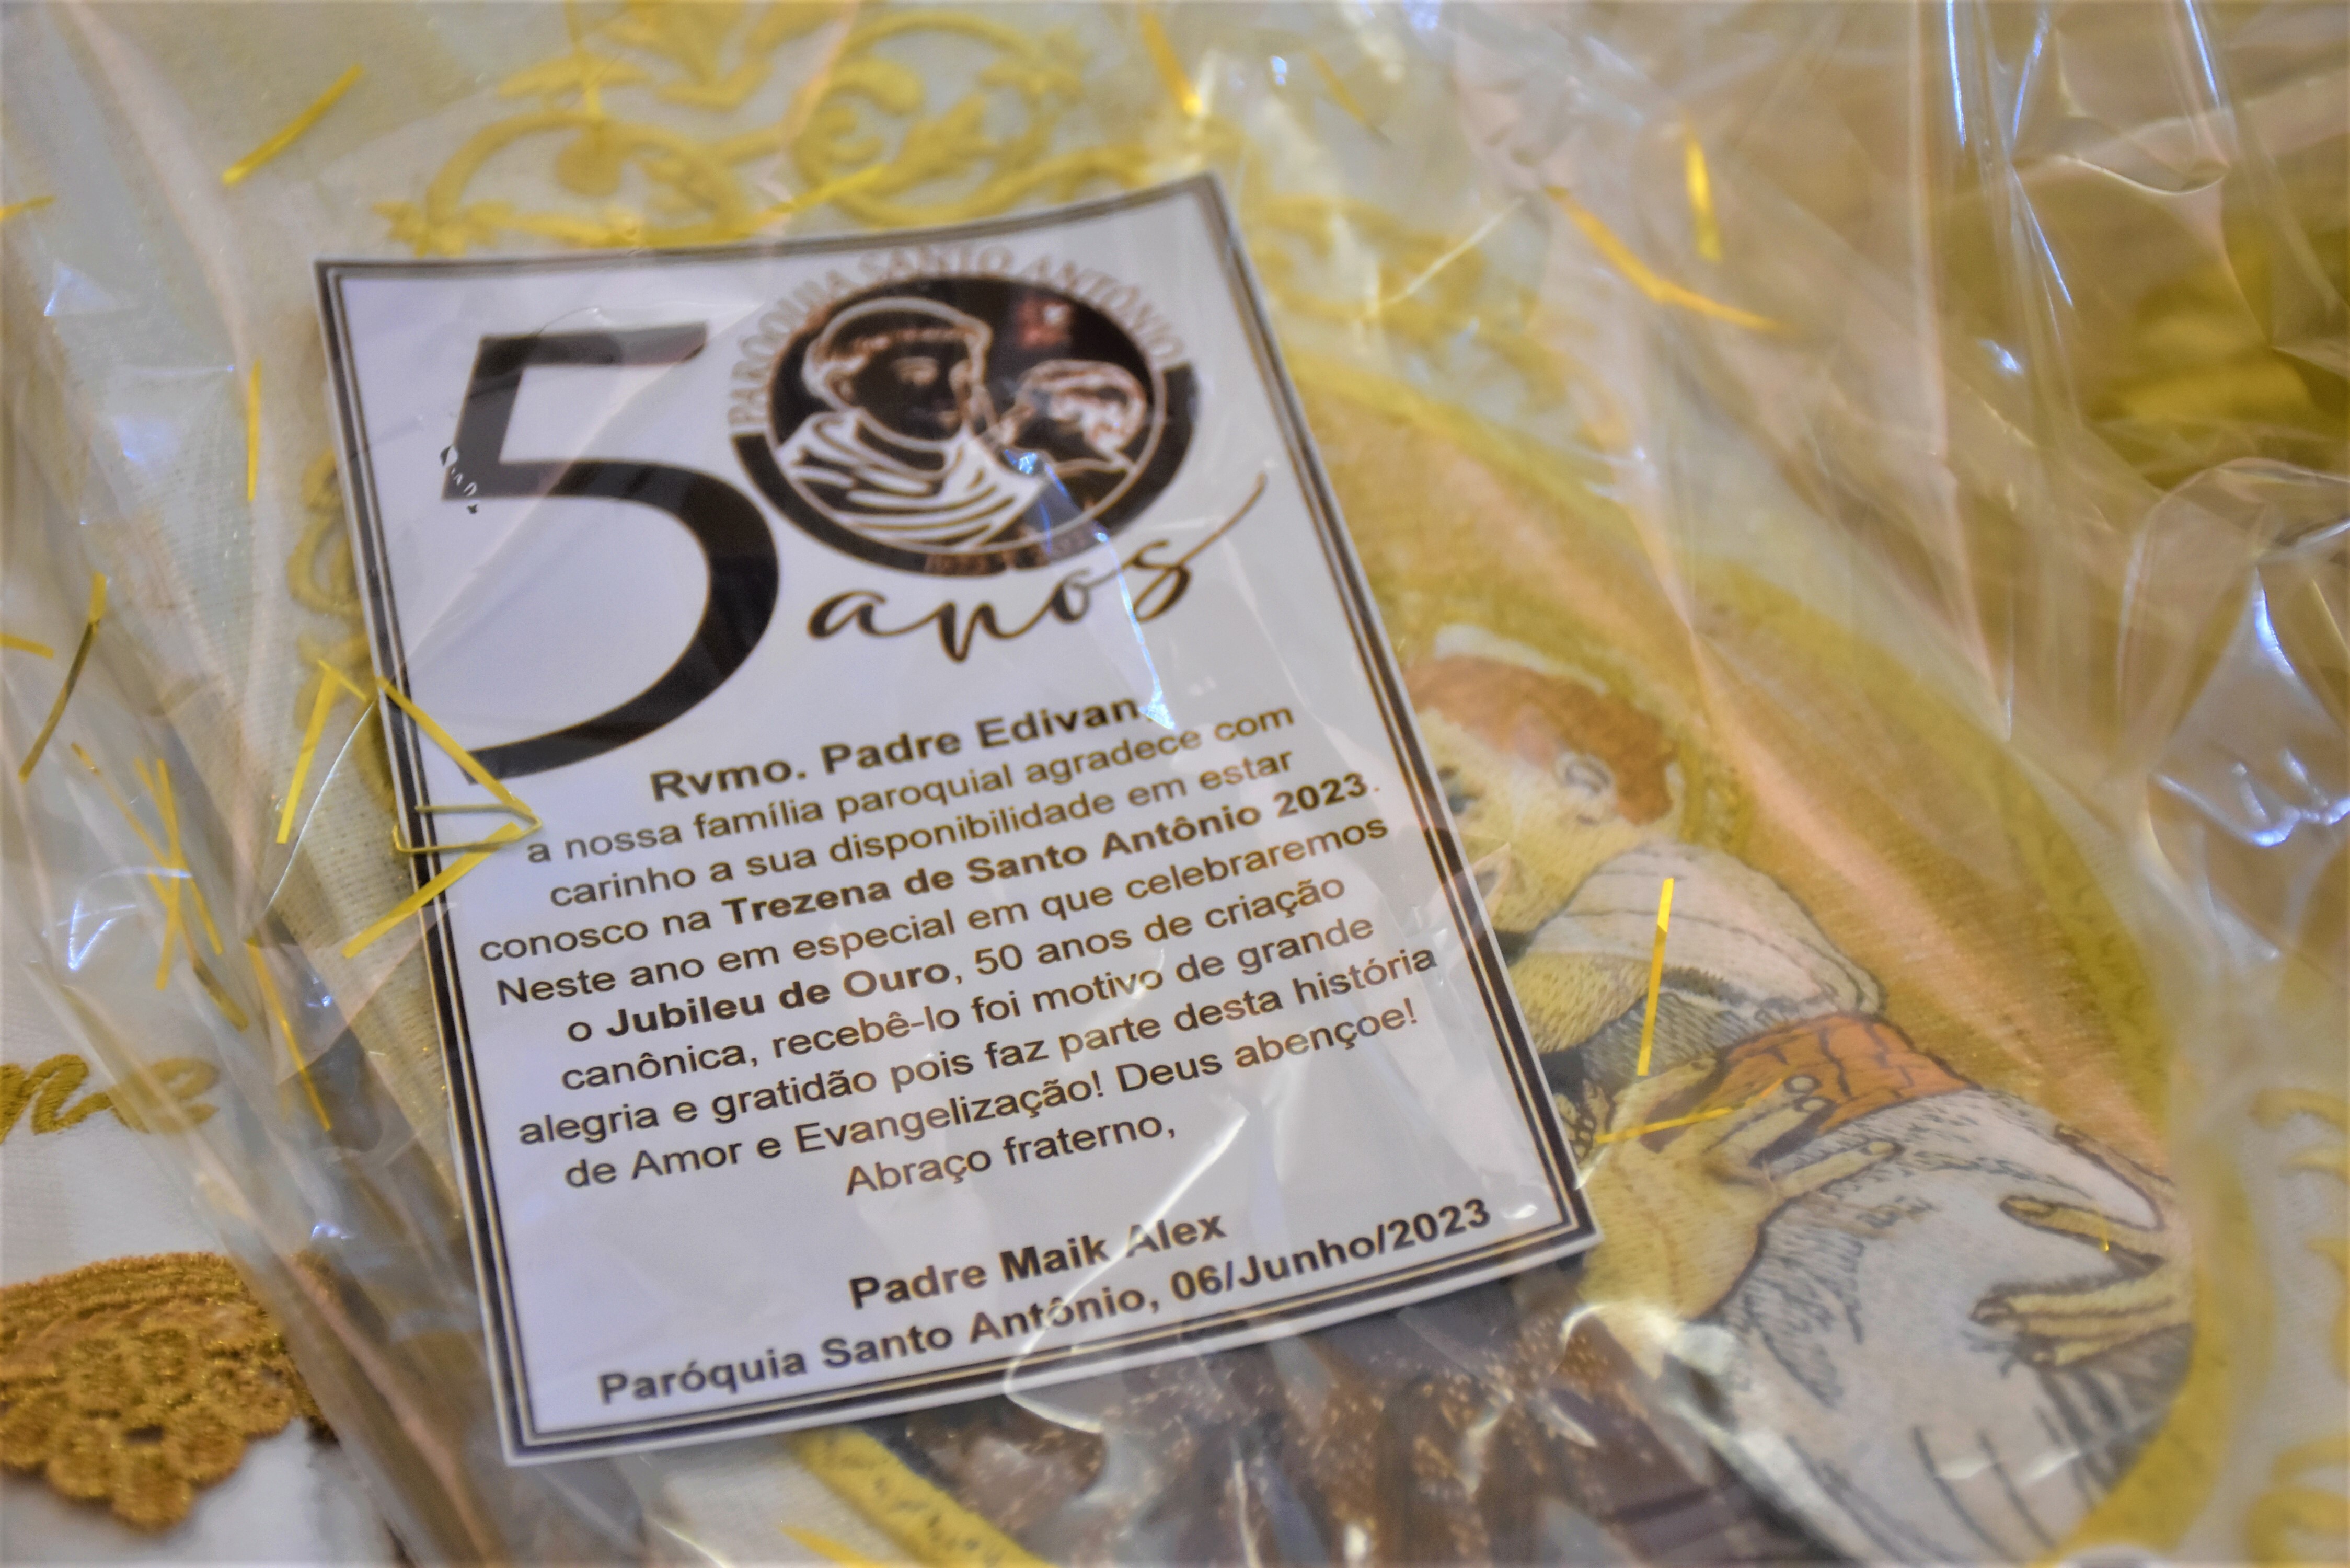 PARÓQUIA SANTO ANTÔNIO
50
anos
Rvmo. Padre Edivan,
a nossa família paroquial agradece com
carinho a sua disponibilidade em estar
conosco na Trezena de Santo Antônio 2023.
Neste ano em especial em que celebraremos
o Jubileu de Ouro, 50 anos de criação
canônica, recebê-lo foi motivo de grande
alegria e gratidão pois faz parte desta história
de Amor e Evangelização! Deus abençoe!
Abraço fraterno,
Padre Maik Alex
Paróquia Santo Antônio, 06/Junho/2023